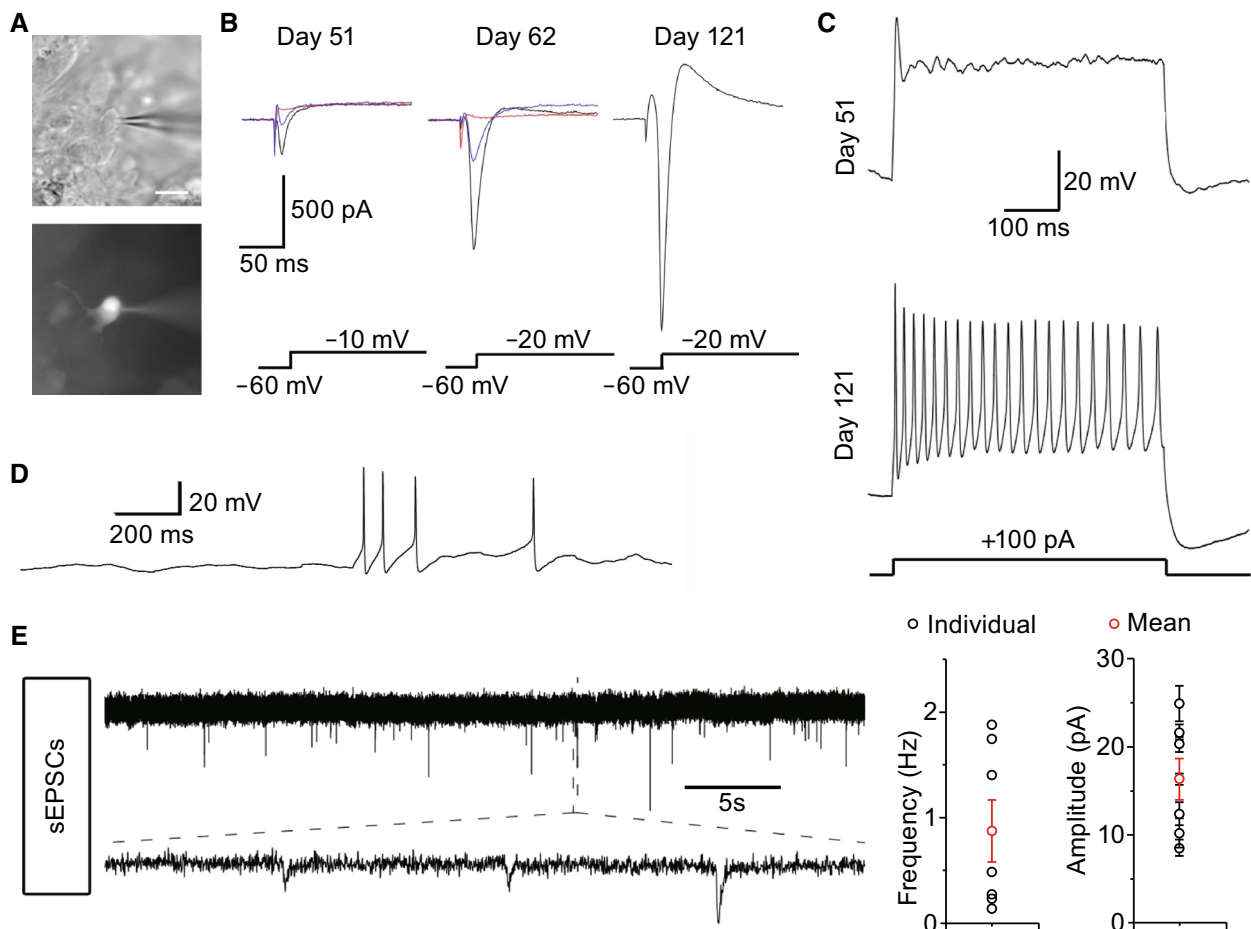 A
B
Day 51
Day 62
Day 121
500 pA
50 ms
−10 mV
−60 mV
−20 mV
−60 mV
−20 mV
−60 mV
C
Day 51
20 mV
100 ms
Day 121
+100 pA
D
20 mV
200 ms
E
sEPSCs
5s
Individual
Mean
Frequency (Hz)
2
1
0
Amplitude (pA)
30
20
10
0